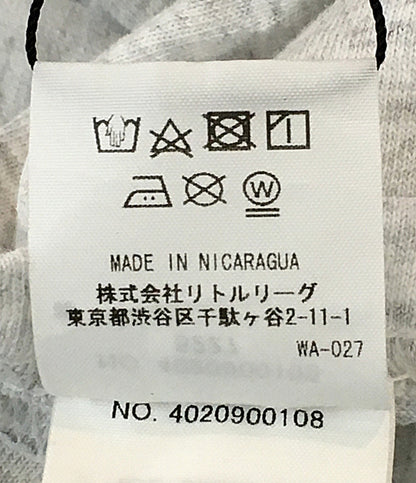 W
MADE IN NICARAGUA
株式会社リトルリーグ
東京都渋谷区千駄ヶ谷2-11-1
WA-027
NO. 4020900108